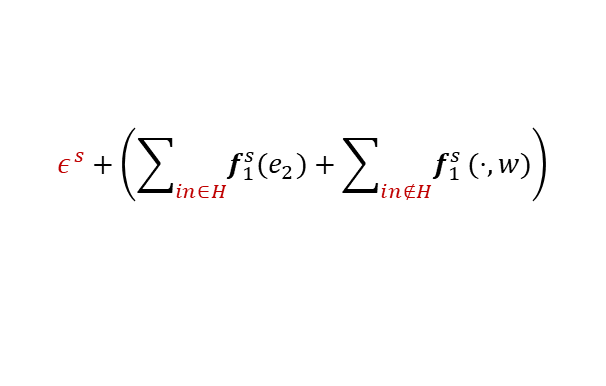 ϵ^s + (∑_{in∈H} f_1^s(e_2) + ∑_{in∉H} f_1^s (·, w))